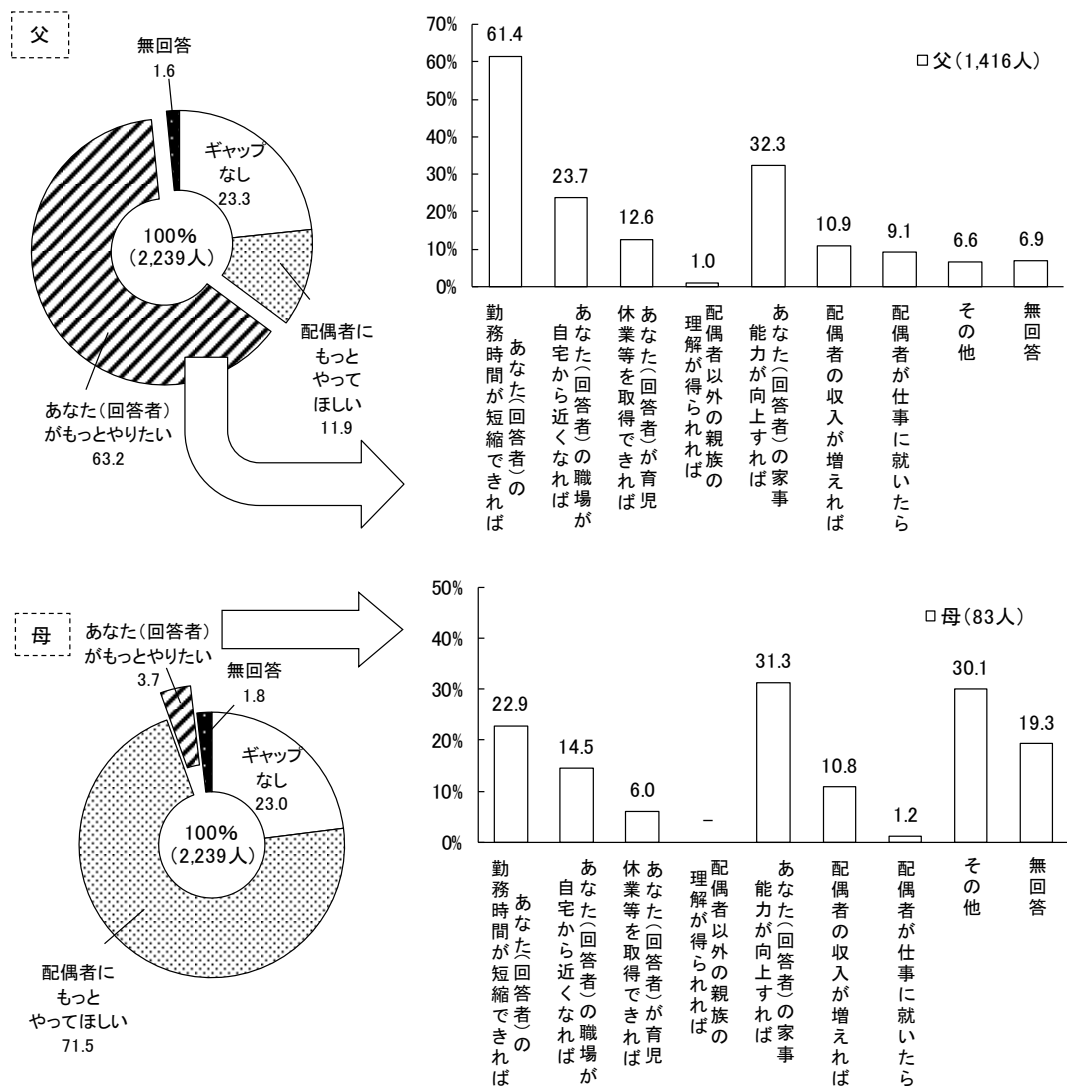 父
無回答
1.6
ギャップ
なし
23.3
100%
(2,239人)
配偶者に
もっと
やって
ほしい
11.9
あなた(回答者)
がもっとやりたい
63.2
70%
60%
50%
40%
30%
20%
10%
0%
父(1,416人)
61.4
23.7
12.6
1.0
32.3
10.9
9.1
6.6
6.9
あなた(回答者)の
勤務時間が短縮できれば
あなた(回答者)の職場が
自宅から近くなれば
あなた(回答者)が育児
休業等を取得できれば
配偶者以外の親族の
理解が得られれば
あなた(回答者)の家事
能力が向上すれば
配偶者の収入が増えれば
配偶者が仕事に就いたら
その他
無回答
母
あなた(回答者)
がもっとやりたい
3.7
無回答
1.8
ギャップ
なし
23.0
100%
(2,239人)
配偶者に
もっと
やってほしい
71.5
50%
40%
30%
20%
10%
0%
母(83人)
22.9
14.5
6.0
–
31.3
10.8
1.2
30.1
19.3
あなた(回答者)の
勤務時間が短縮できれば
あなた(回答者)の職場が
自宅から近くなれば
あなた(回答者)が育児
休業等を取得できれば
配偶者以外の親族の
理解が得られれば
あなた(回答者)の家事
能力が向上すれば
配偶者の収入が増えれば
配偶者が仕事に就いたら
その他
無回答